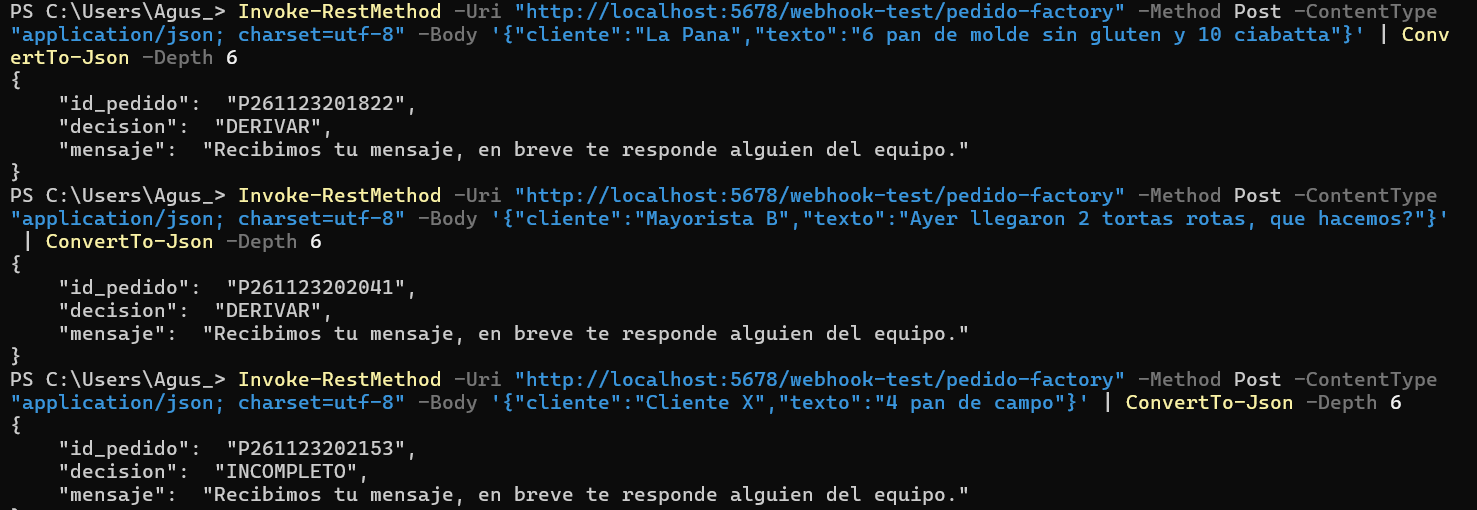 PS C:\Users\Agus_> Invoke-RestMethod -Uri "http://localhost:5678/webhook-test/pedido-factory" -Method Post -ContentType
"application/json; charset=utf-8" -Body '{"cliente":"La Pana","texto":"6 pan de molde sin gluten y 10 ciabatta"}' | Conv
ertTo-Json -Depth 6
{
    "id_pedido":  "P261123201822",
    "decision":  "DERIVAR",
    "mensaje":  "Recibimos tu mensaje, en breve te responde alguien del equipo."
}
PS C:\Users\Agus_> Invoke-RestMethod -Uri "http://localhost:5678/webhook-test/pedido-factory" -Method Post -ContentType
"application/json; charset=utf-8" -Body '{"cliente":"Mayorista B","texto":"Ayer llegaron 2 tortas rotas, que hacemos?"}'
 | ConvertTo-Json -Depth 6
{
    "id_pedido":  "P261123202041",
    "decision":  "DERIVAR",
    "mensaje":  "Recibimos tu mensaje, en breve te responde alguien del equipo."
}
PS C:\Users\Agus_> Invoke-RestMethod -Uri "http://localhost:5678/webhook-test/pedido-factory" -Method Post -ContentType
"application/json; charset=utf-8" -Body '{"cliente":"Cliente X","texto":"4 pan de campo"}' | ConvertTo-Json -Depth 6
{
    "id_pedido":  "P261123202153",
    "decision":  "INCOMPLETO",
    "mensaje":  "Recibimos tu mensaje, en breve te responde alguien del equipo."